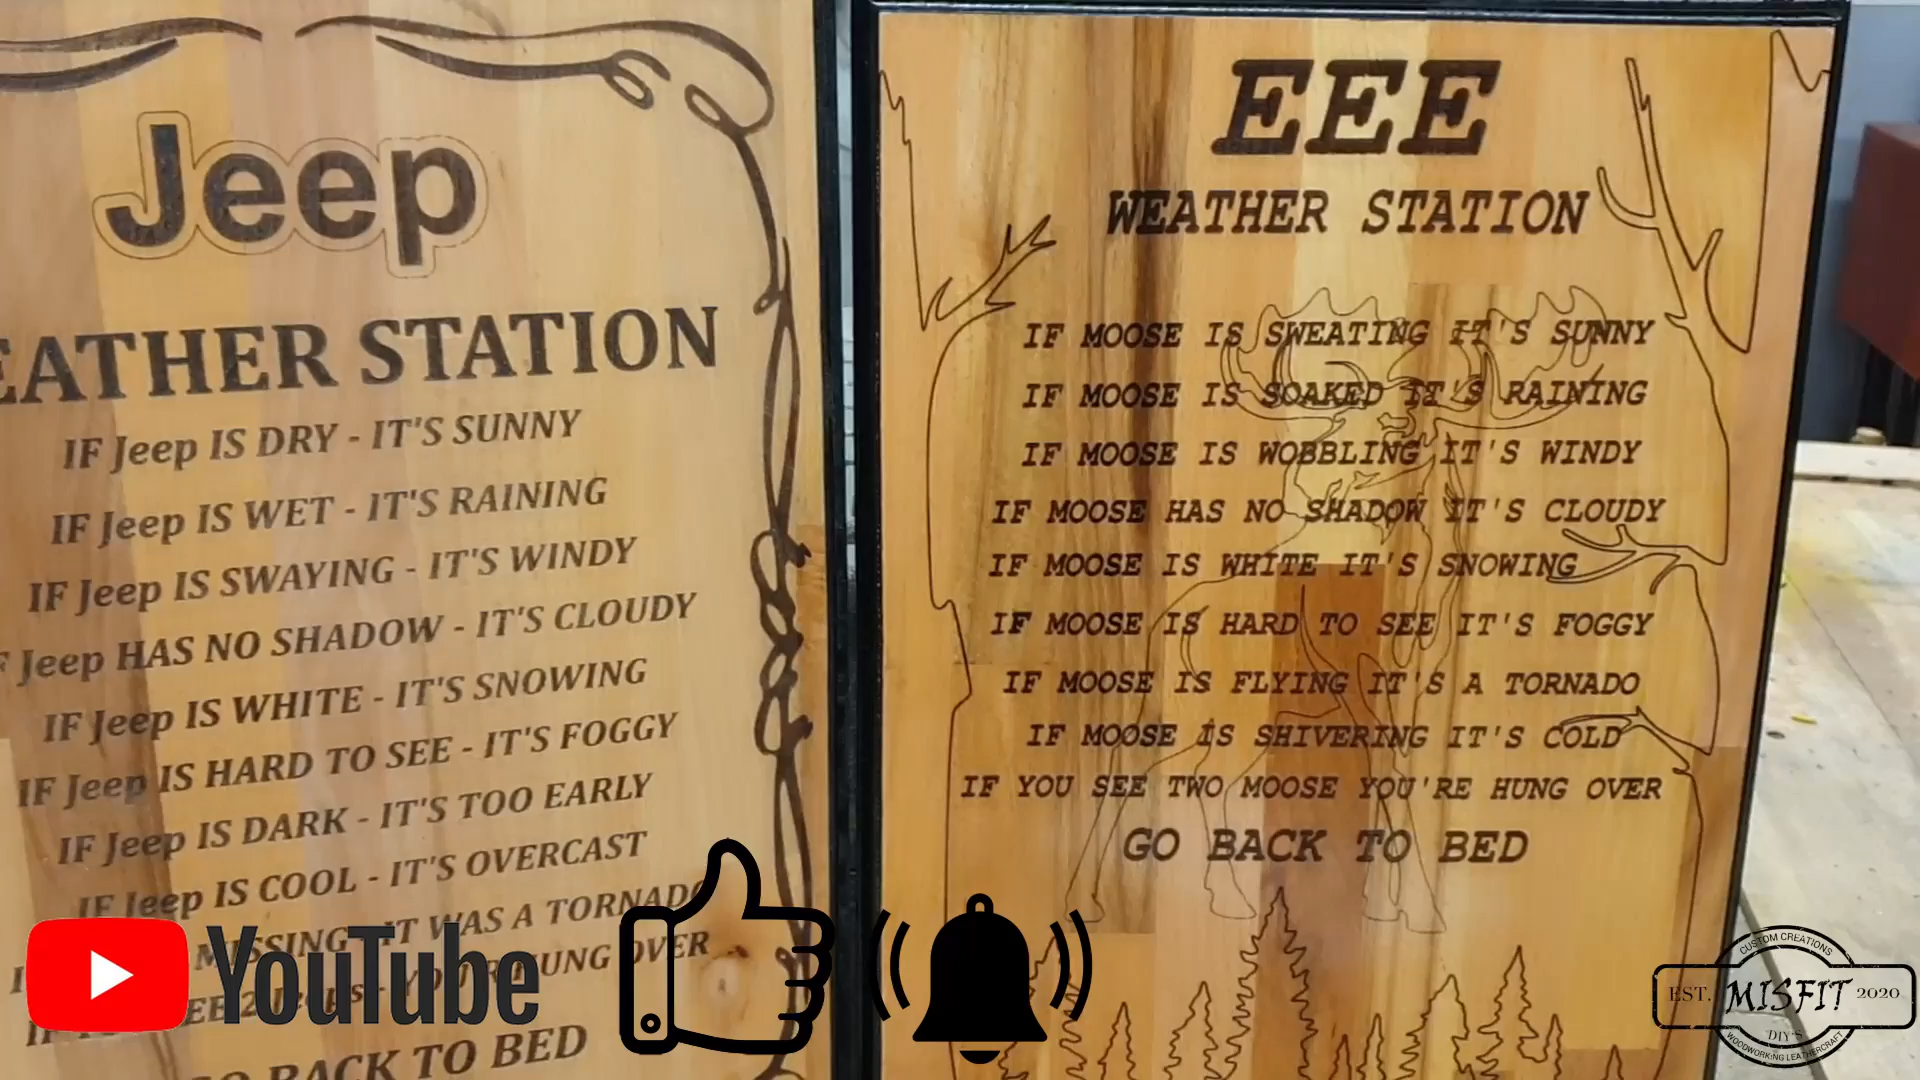 Jeep
EATHER STATION
IF Jeep IS DRY - IT'S SUNNY
IF Jeep IS WET - IT'S RAINING
IF Jeep IS SWAYING - IT'S WINDY
F Jeep HAS NO SHADOW - IT'S CLOUDY
IF Jeep IS WHITE - IT'S SNOWING
IF Jeep IS HARD TO SEE - IT'S FOGGY
IF Jeep IS DARK - IT'S TOO EARLY
IF Jeep IS COOL - IT'S OVERCAST
MISSING IT WAS A TORNADO
EE 2 Jeeps - YOU'R HUNG OVER
GO BACK TO BED
EEE
WEATHER STATION
IF MOOSE IS SWEATING IT'S SUNNY
IF MOOSE IS SOAKED IT'S RAINING
IF MOOSE IS WOBBLING IT'S WINDY
IF MOOSE HAS NO SHADOW IT'S CLOUDY
IF MOOSE IS WHITE IT'S SNOWING
IF MOOSE IS HARD TO SEE IT'S FOGGY
IF MOOSE IS FLYING IT'S A TORNADO
IF MOOSE IS SHIVERING IT'S COLD
IF YOU SEE TWO MOOSE YOU'RE HUNG OVER
GO BACK TO BED
YouTube
CUSTOM CREATIONS
EST. MISFIT 2020
DIY'S
WOODWORKING LEATHERCRAFT